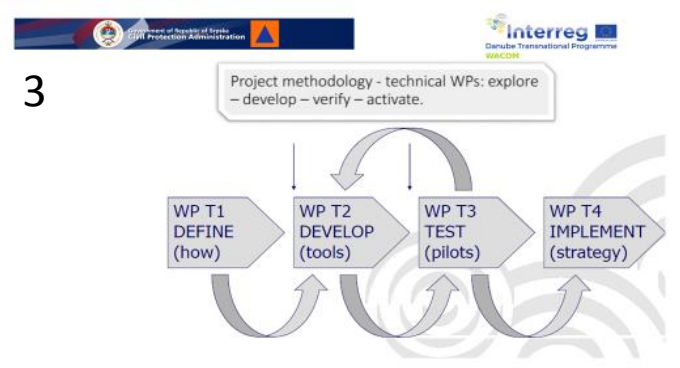 Government of Republic of Srpska
Civil Protection Administration
Interreg
Danube Transnational Programme
WACOM
3
Project methodology - technical WPs: explore
– develop – verify – activate.
WP T1
DEFINE
(how)
WP T2
DEVELOP
(tools)
WP T3
TEST
(pilots)
WP T4
IMPLEMENT
(strategy)